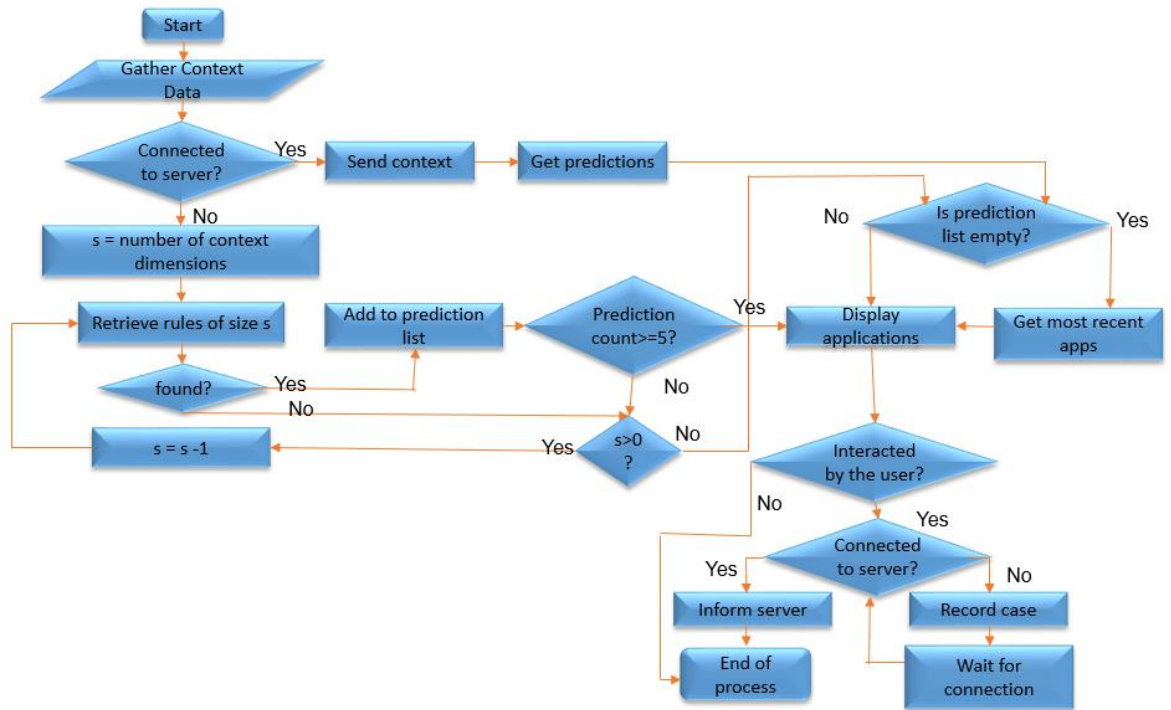 Start
Gather Context
Data
Connected
to server?
Yes
Send context
Get predictions
No
s = number of context
dimensions
Is prediction
list empty?
No
Yes
Retrieve rules of size s
Add to prediction
list
Prediction
count>=5?
Yes
Display
applications
Get most recent
apps
found?
Yes
No
No
s = s -1
Yes
s>0
?
No
Interacted
by the user?
No
Yes
Connected
to server?
Yes
No
Inform server
Record case
End of
process
Wait for
connection